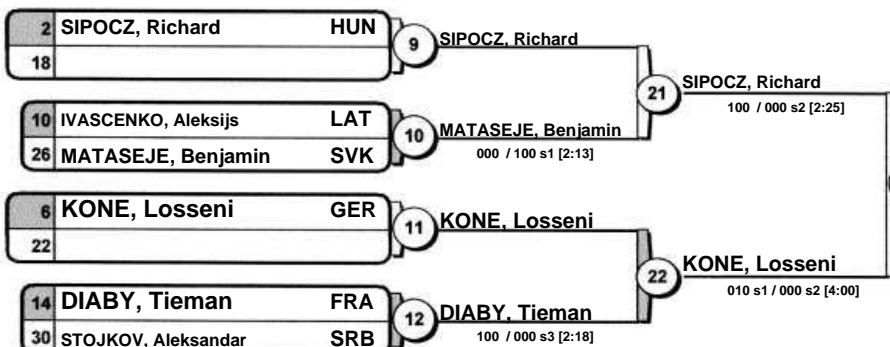 2 SIPOCZ, Richard HUN
18
9
SIPOCZ, Richard
10 IVASCENKO, Aleksijs LAT
26 MATASEJE, Benjamin SVK
10
MATASEJE, Benjamin
000 / 100 s1 [2:13]
21
SIPOCZ, Richard
100 / 000 s2 [2:25]
6 KONE, Losseni GER
22
11
KONE, Losseni
14 DIABY, Tieman FRA
30 STOJKOV, Aleksandar SRB
12
DIABY, Tieman
100 / 000 s3 [2:18]
22
KONE, Losseni
010 s1 / 000 s2 [4:00]